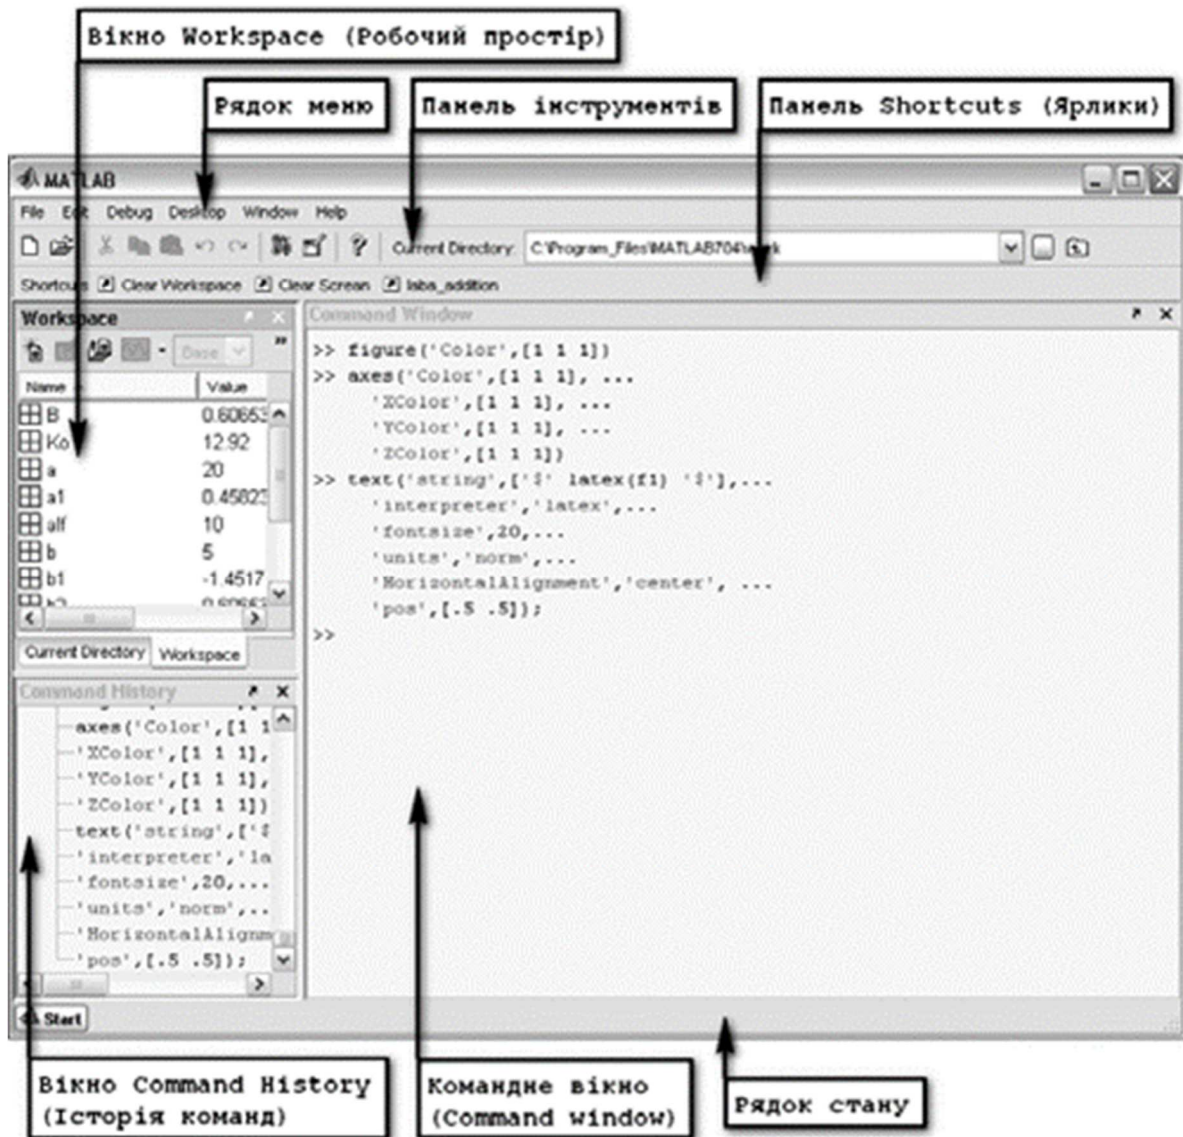 Вікно Workspace (Робочий простір)
Рядок меню
Панель інструментів
Панель Shortcuts (Ярлики)
MATLAB
File Edit Debug Desktop Window Help
Current Directory: C:\Program_Files\MATLAB704\work
Shortcuts Clear Workspace Clear Screan labs_addition
Workspace
Base
Name Value
B 0.60653
Ko 12.92
a 20
a1 0.45823
alf 10
b 5
b1 -1.4517
b2 0.60653
Current Directory Workspace
Command History
axes('Color',[1 1
'XColor',[1 1 1],
'YColor',[1 1 1],
'ZColor',[1 1 1])
text('string',['$
'interpreter','la
'fontsize',20,...
'units','norm',..
'HorizontalAlignm
'pos',[.5 .5]);
Start
Command Window
>> figure('Color',[1 1 1])
>> axes('Color',[1 1 1], ...
'XColor',[1 1 1], ...
'YColor',[1 1 1], ...
'ZColor',[1 1 1])
>> text('string',['$' latex(f1) '$'],...
'interpreter','latex',...
'fontsize',20,...
'units','norm',...
'HorizontalAlignment','center', ...
'pos',[.5 .5]);
>>
Вікно Command History
(Історія команд)
Командне вікно
(Command window)
Рядок стану